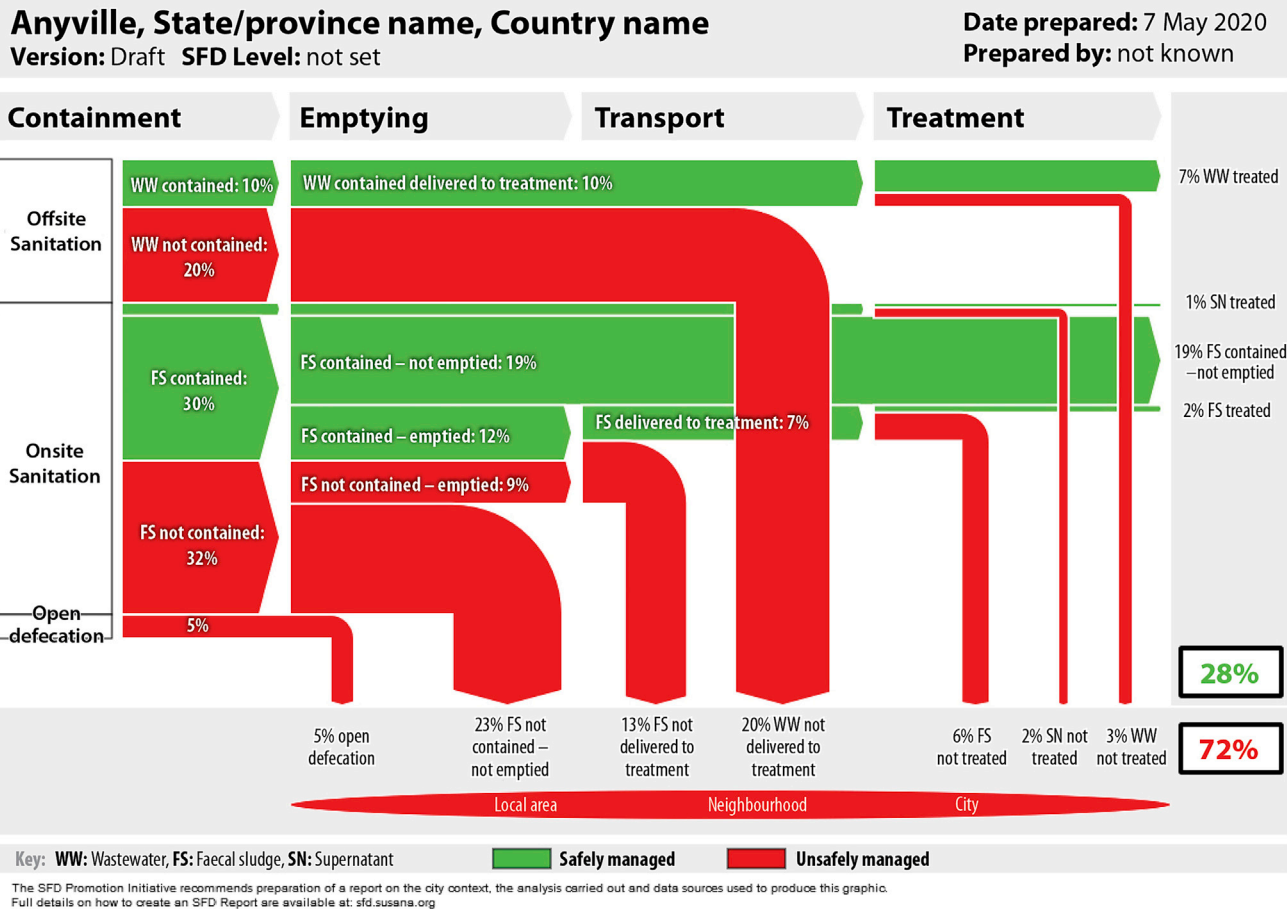 Anyville, State/province name, Country name
Version: Draft SFD Level: not set
Date prepared: 7 May 2020
Prepared by: not known
Containment
Emptying
Transport
Treatment
Offsite
Sanitation
WW contained: 10%
WW contained delivered to treatment: 10%
7% WW treated
WW not contained:
20%
1% SN treated
Onsite
Sanitation
FS contained:
30%
FS contained – not emptied: 19%
19% FS contained
–not emptied
FS contained – emptied: 12%
FS delivered to treatment: 7%
2% FS treated
FS not contained – emptied: 9%
FS not contained:
32%
Open
defecation
5%
28%
5% open
defecation
23% FS not
contained –
not emptied
13% FS not
delivered to
treatment
20% WW not
delivered to
treatment
6% FS
not treated
2% SN not
treated
3% WW
not treated
72%
Local area
Neighbourhood
City
Key: WW: Wastewater, FS: Faecal sludge, SN: Supernatant
Safely managed
Unsafely managed
The SFD Promotion Initiative recommends preparation of a report on the city context, the analysis carried out and data sources used to produce this graphic.
Full details on how to create an SFD Report are available at: sfd.susana.org